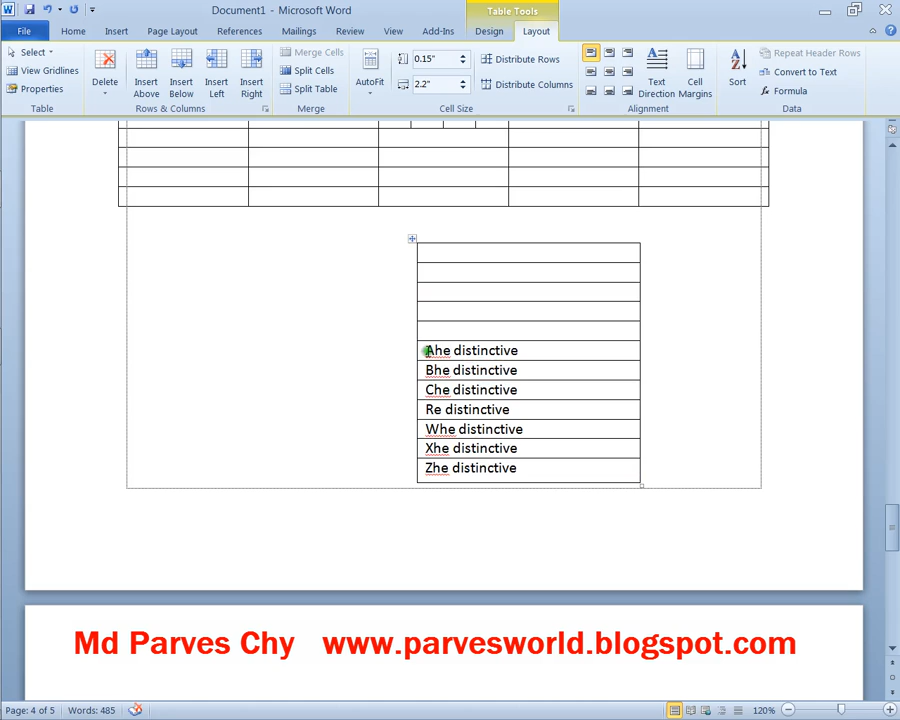 Document1 - Microsoft Word
Table Tools
File Home Insert Page Layout References Mailings Review View Add-Ins Design Layout
Select
View Gridlines
Properties
Table
Delete
Insert Above
Insert Below
Insert Left
Insert Right
Rows & Columns
Merge Cells
Split Cells
Split Table
Merge
AutoFit
0.15"
2.2"
Distribute Rows
Distribute Columns
Cell Size
Text Direction
Cell Margins
Alignment
Sort
Repeat Header Rows
Convert to Text
Formula
Data
Ahe distinctive
Bhe distinctive
Che distinctive
Re distinctive
Whe distinctive
Xhe distinctive
Zhe distinctive
Md Parves Chy www.parvesworld.blogspot.com
Page: 4 of 5 Words: 485 120%